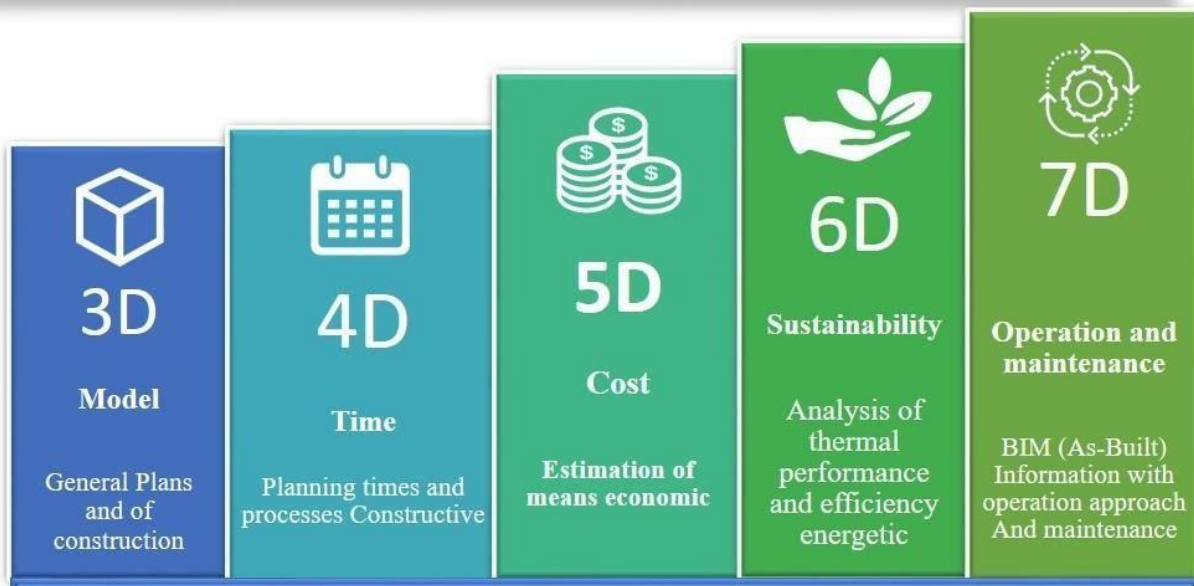 3D
Model
General Plans
and of
construction
4D
Time
Planning times and
processes Constructive
$
$
$
5D
Cost
Estimation of
means economic
6D
Sustainability
Analysis of
thermal
performance
and efficiency
energetic
7D
Operation and
maintenance
BIM (As-Built)
Information with
operation approach
And maintenance